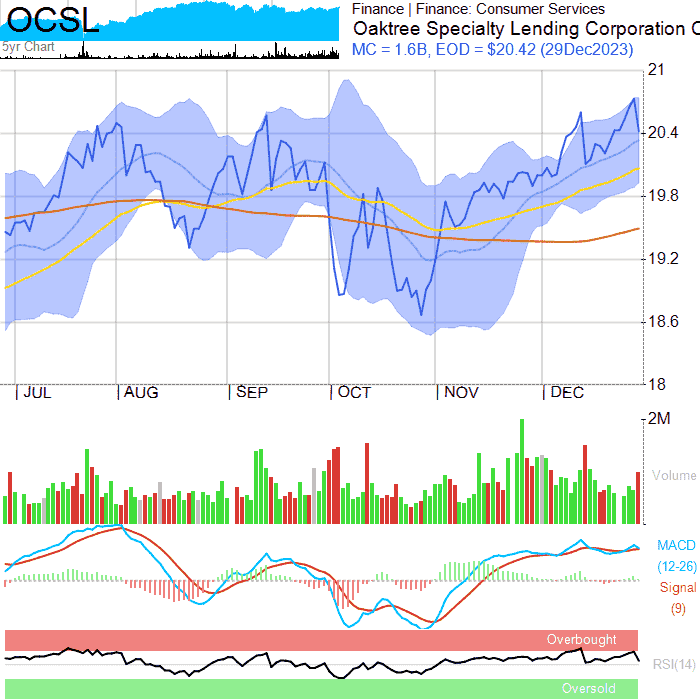 OCSL
5yr Chart
Finance | Finance: Consumer Services
Oaktree Specialty Lending Corporation C
MC = 1.6B, EOD = $20.42 (29Dec2023)
21
20.4
19.8
19.2
18.6
18
JUL AUG SEP OCT NOV DEC
2M
Volume
MACD
(12-26)
Signal
(9)
Overbought
RSI(14)
Oversold